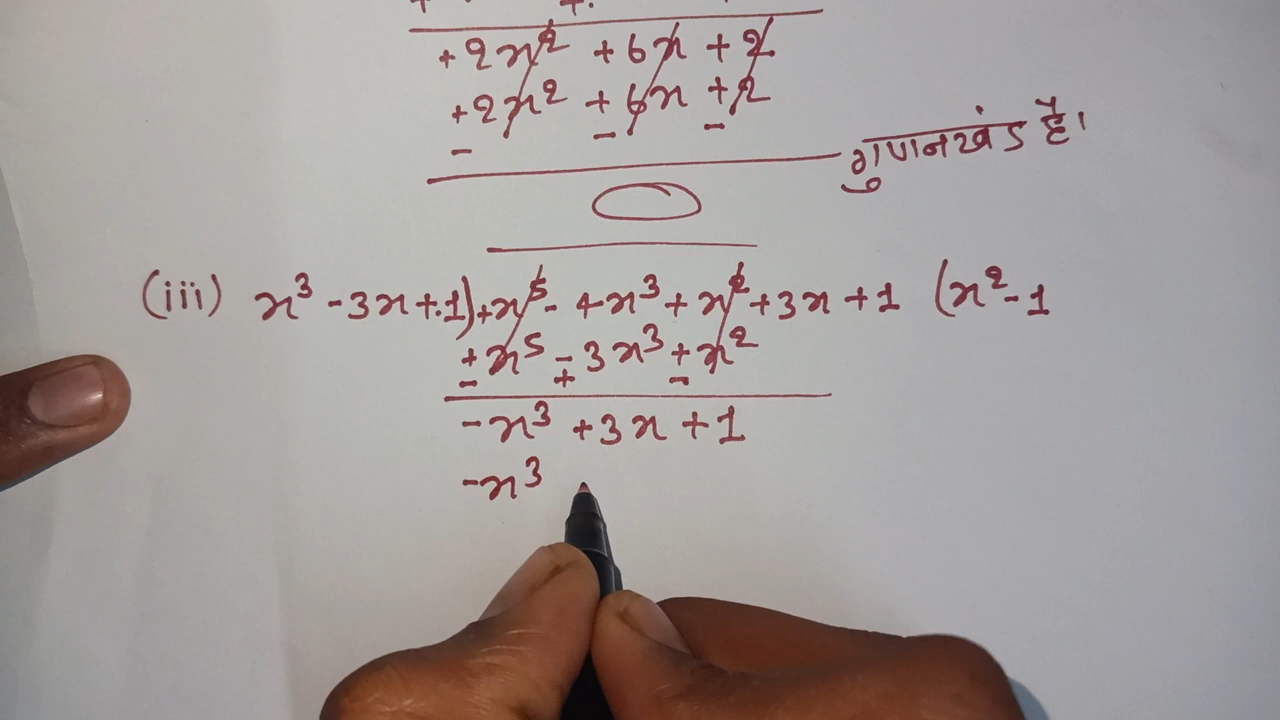 +2x² + 6x + 2
+2x² + 6x + 2
- - -
गुणनखंड है।
0
(iii) x³ - 3x + 1) + x⁵ - 4x³ + x² + 3x + 1 (x² - 1
+ x⁵ - 3x³ + x²
- + -
- x³ + 3x + 1
- x³